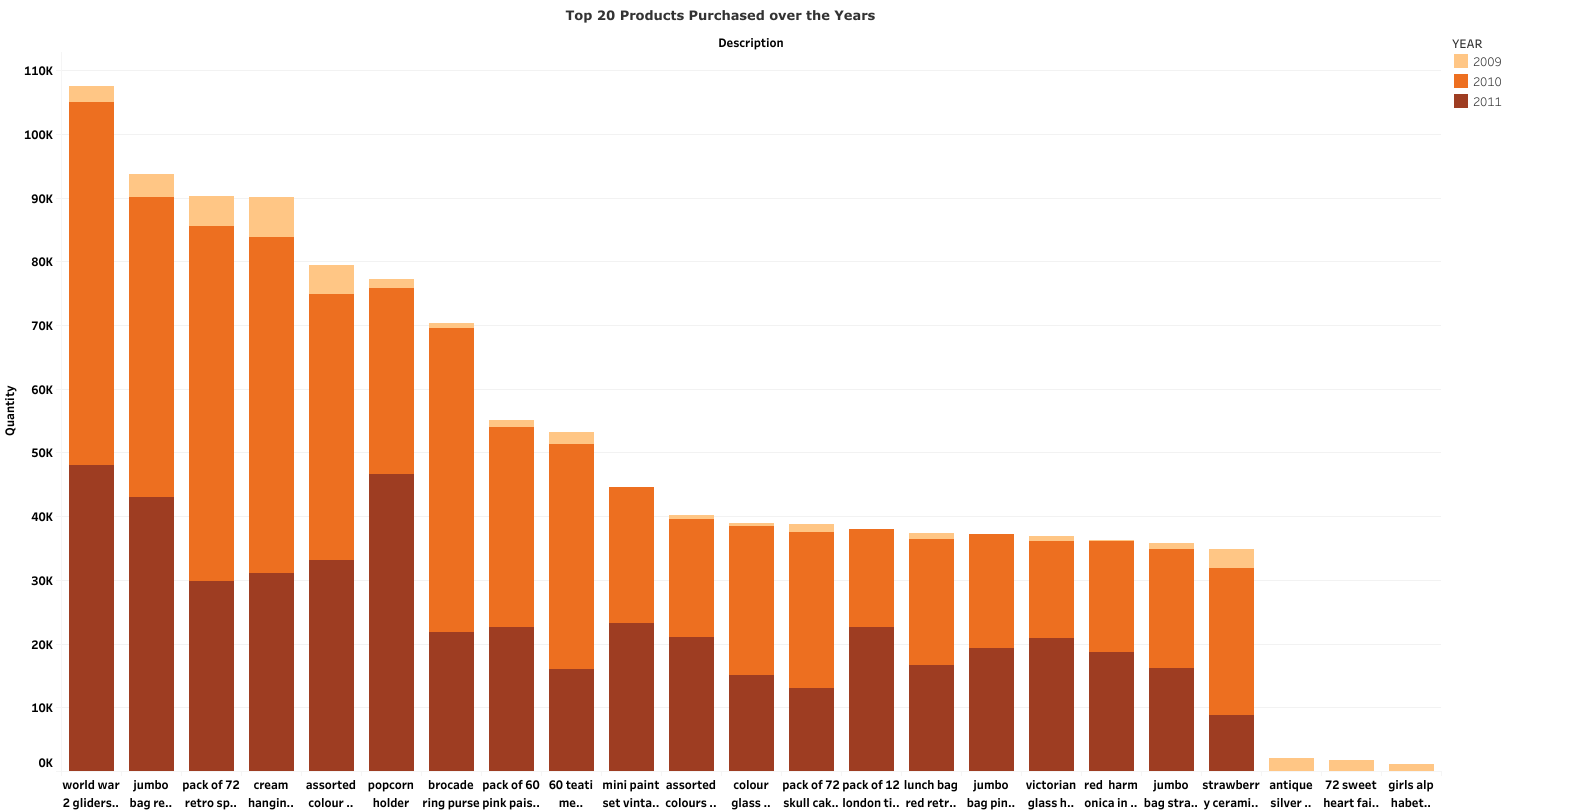 Top 20 Products Purchased over the Years
Description
YEAR
2009
2010
2011
Quantity
110K
100K
90K
80K
70K
60K
50K
40K
30K
20K
10K
0K
world war
2 gliders..
jumbo
bag re..
pack of 72
retro sp..
cream
hangin..
assorted
colour ..
popcorn
holder
brocade
ring purse
pack of 60
pink pais..
60 teati
me..
mini paint
set vinta..
assorted
colours ..
colour
glass ..
pack of 72
skull cak..
pack of 12
london ti..
lunch bag
red retr..
jumbo
bag pin..
victorian
glass h..
red  harm
onica in ..
jumbo
bag stra..
strawberr
y cerami..
antique
silver ..
72 sweet
heart fai..
girls alp
habet..